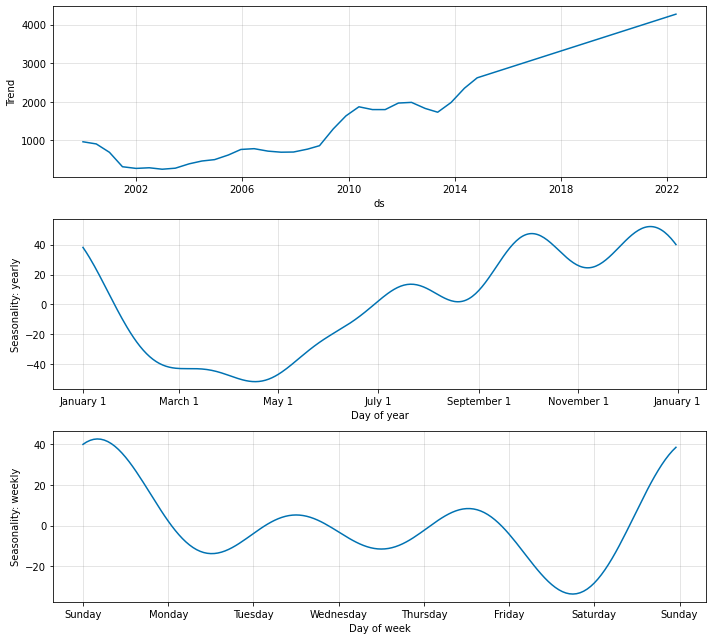 4000
3000
2000
1000
Trend
2002 2006 2010 2014 2018 2022
ds
40
20
0
−20
−40
Seasonality: yearly
January 1 March 1 May 1 July 1 September 1 November 1 January 1
Day of year
40
20
0
−20
Seasonality: weekly
Sunday Monday Tuesday Wednesday Thursday Friday Saturday Sunday
Day of week